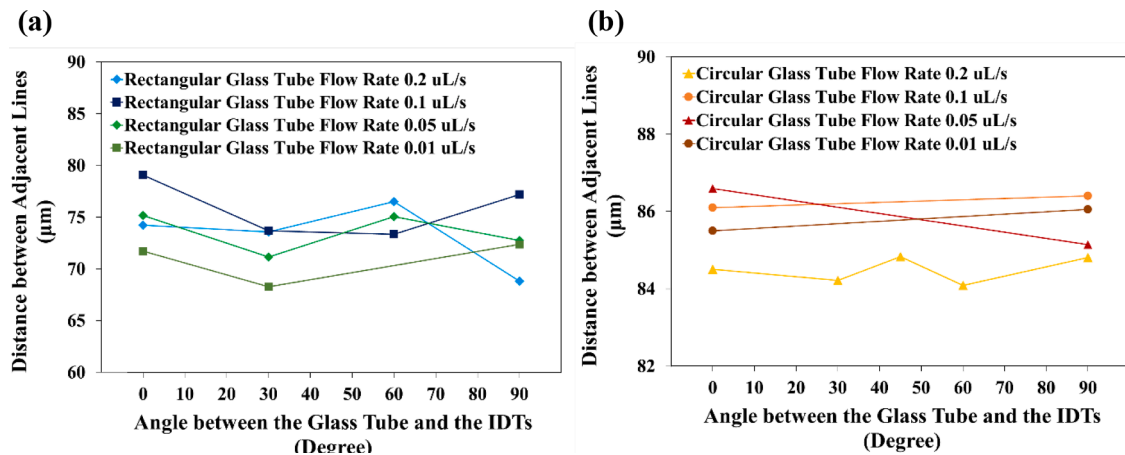 (a)
90
85
80
75
70
65
60
Distance between Adjacent Lines
(μm)
Rectangular Glass Tube Flow Rate 0.2 uL/s
Rectangular Glass Tube Flow Rate 0.1 uL/s
Rectangular Glass Tube Flow Rate 0.05 uL/s
Rectangular Glass Tube Flow Rate 0.01 uL/s
0 10 20 30 40 50 60 70 80 90
Angle between the Glass Tube and the IDTs
(Degree)
(b)
90
88
86
84
82
Distance between Adjacent Lines
(μm)
Circular Glass Tube Flow Rate 0.2 uL/s
Circular Glass Tube Flow Rate 0.1 uL/s
Circular Glass Tube Flow Rate 0.05 uL/s
Circular Glass Tube Flow Rate 0.01 uL/s
0 10 20 30 40 50 60 70 80 90
Angle between the Glass Tube and the IDTs
(Degree)